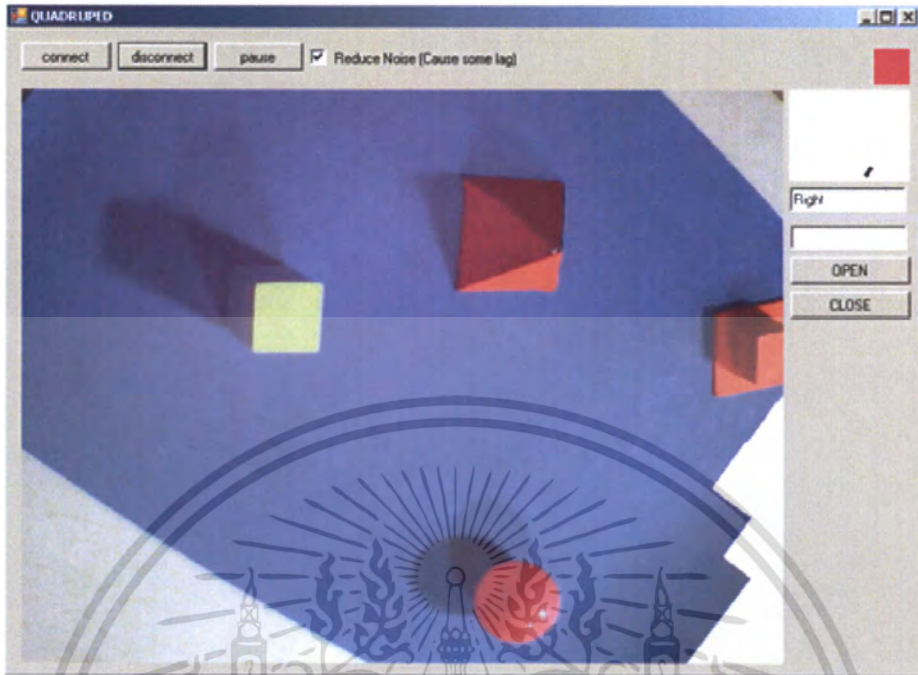 QUADRUPED
connect disconnect pause Reduce Noise (Cause some lag)
Right
OPEN
CLOSE